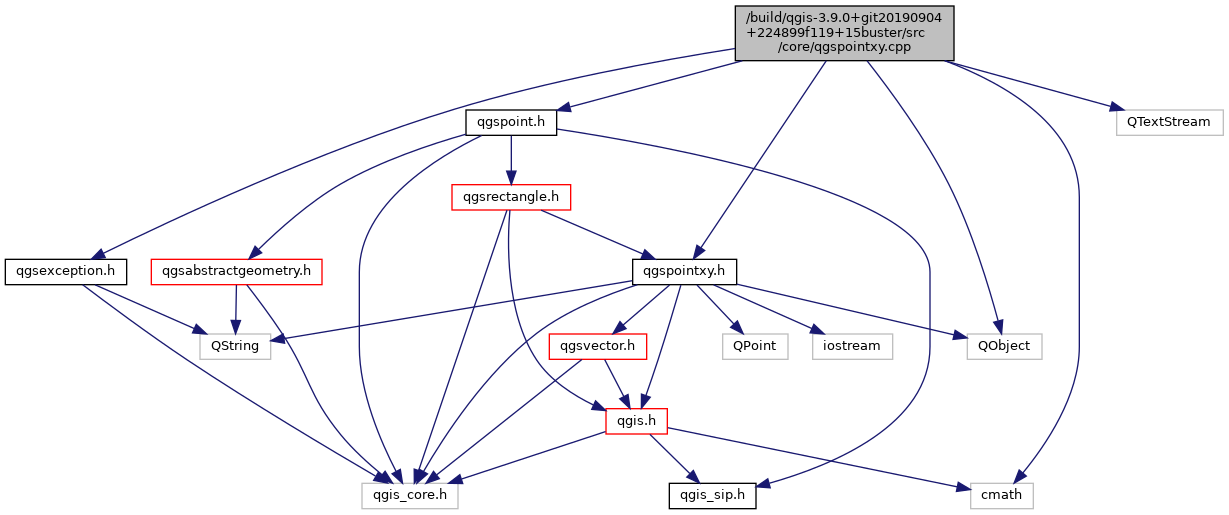 /build/qgis-3.9.0+git20190904
+224899f119+15buster/src
/core/qgspointxy.cpp
qgspoint.h
QTextStream
qgsrectangle.h
qgsexception.h
qgsabstractgeometry.h
qgspointxy.h
QString
qgsvector.h
QPoint
iostream
QObject
qgis.h
qgis_core.h
qgis_sip.h
cmath